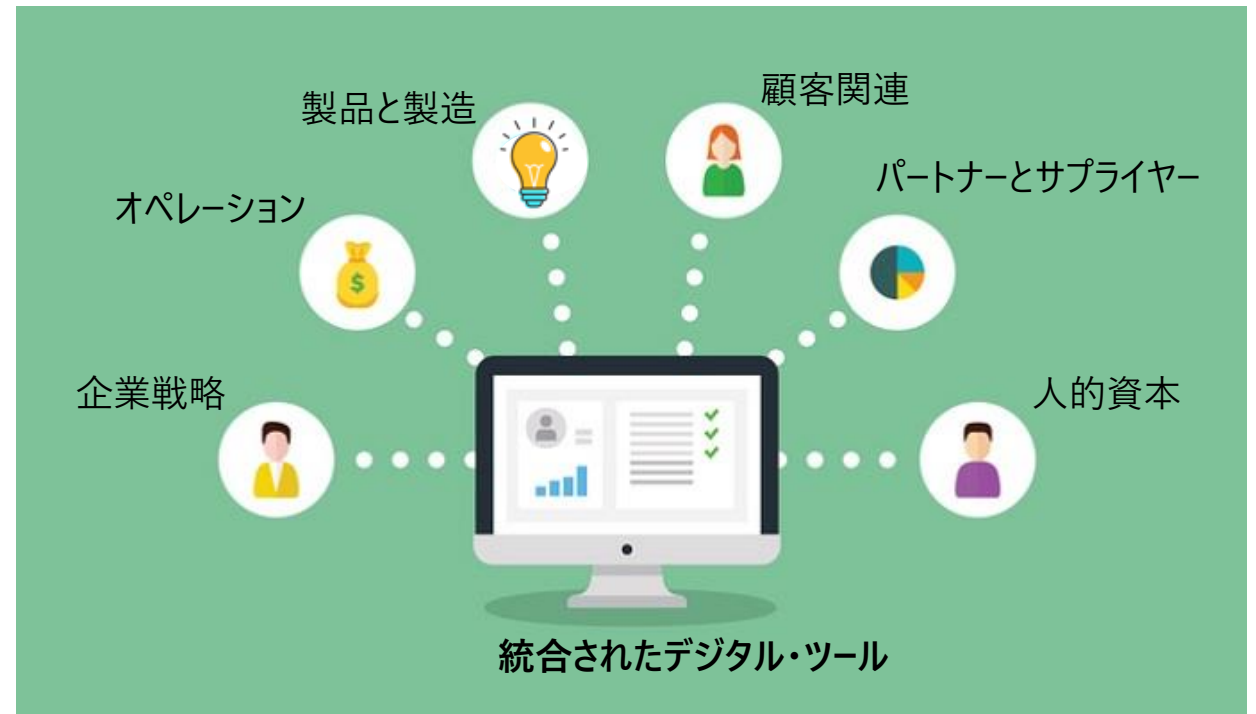 製品と製造
顧客関連
オペレーション
パートナーとサプライヤー
$
企業戦略
人的資本
統合されたデジタル・ツール